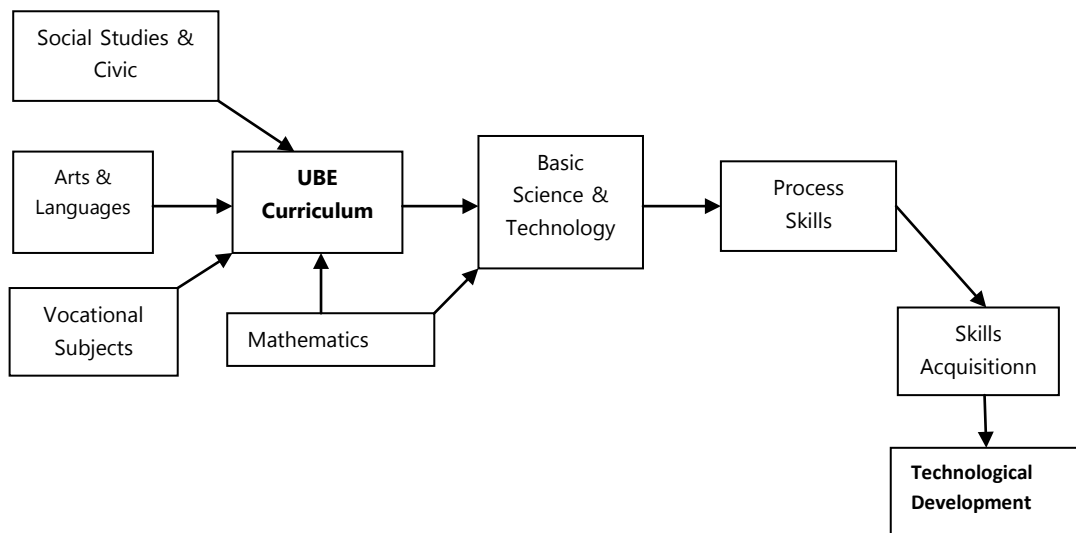 Social Studies &
Civic
Arts &
Languages
UBE
Curriculum
Basic
Science &
Technology
Process
Skills
Vocational
Subjects
Mathematics
Skills
Acquisitionn
Technological
Development